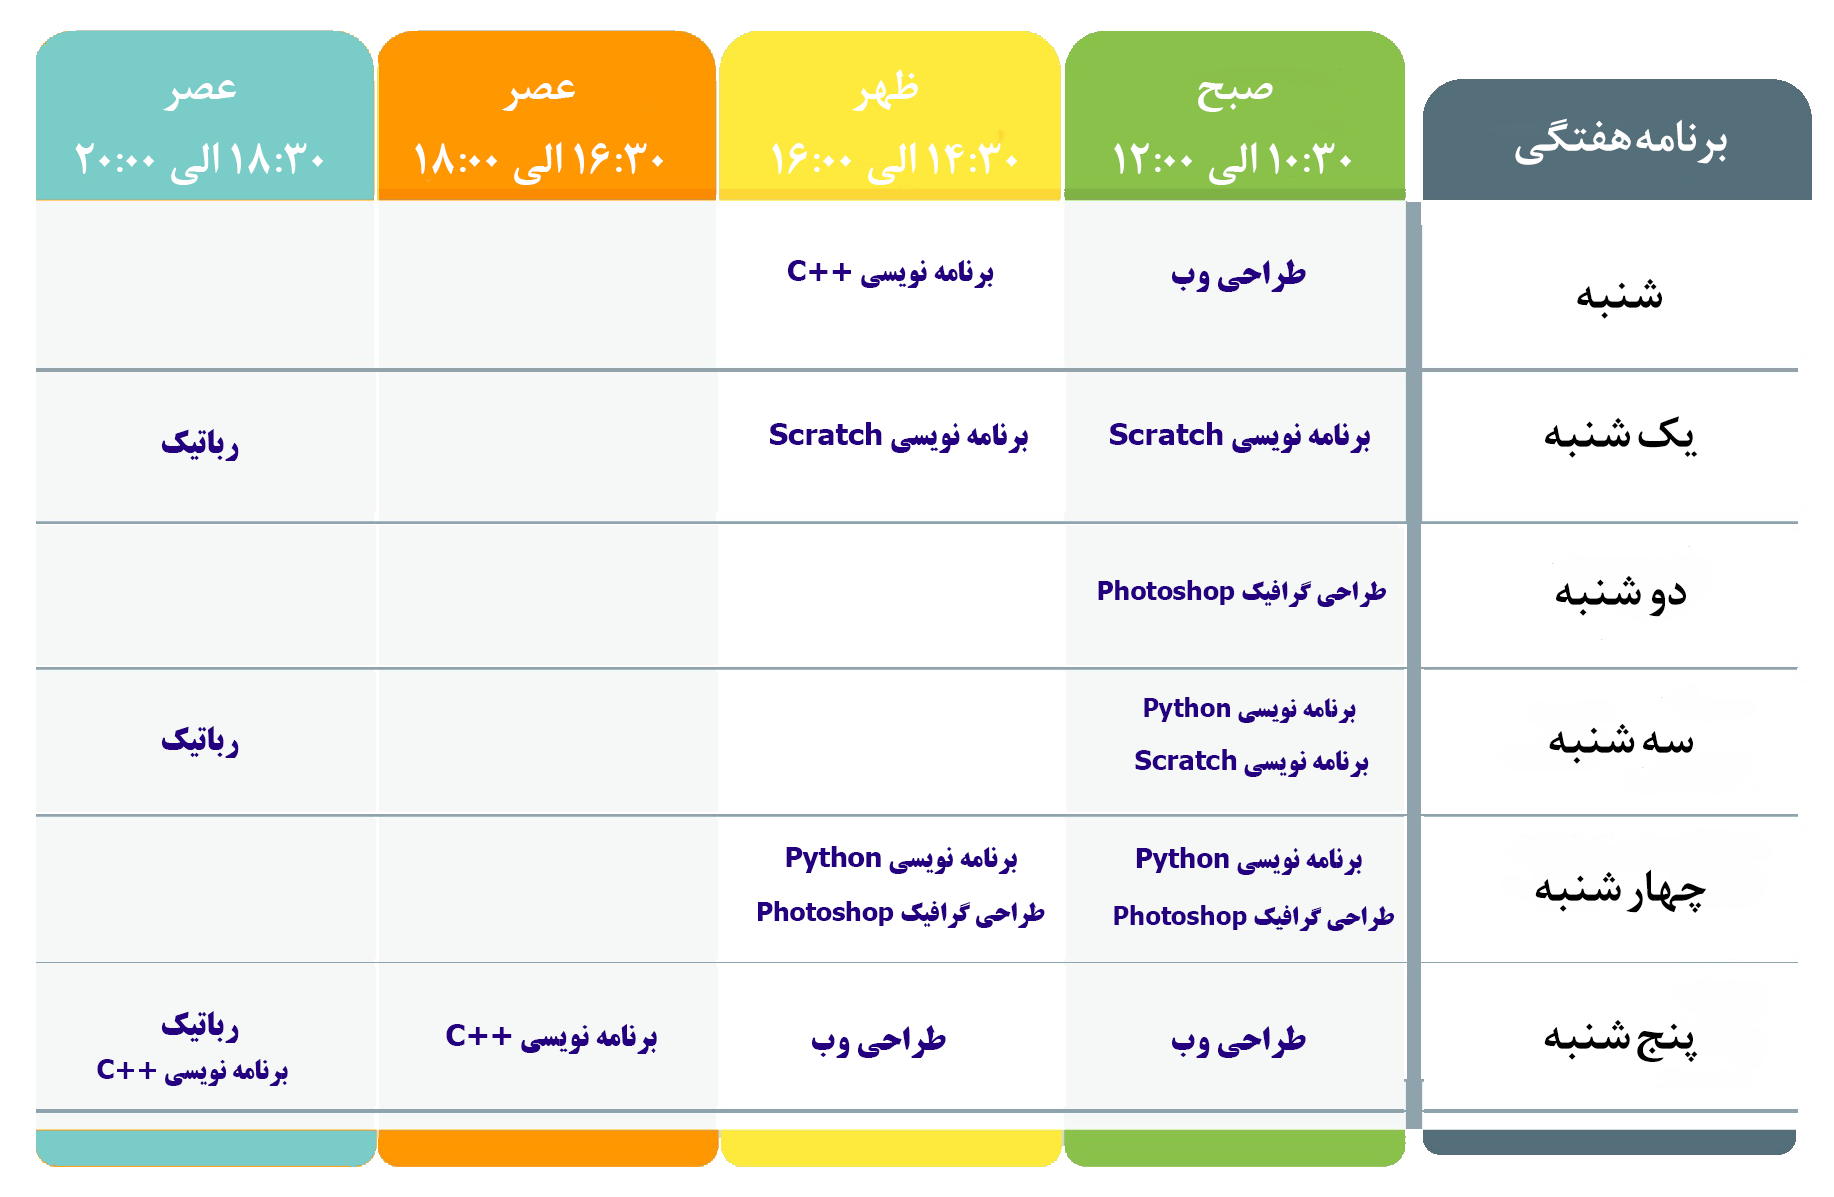 برنامه هفتگی
صبح
۱۰:۳۰ الی ۱۲:۰۰
ظهر
۱۴:۳۰ الی ۱۶:۰۰
عصر
۱۶:۳۰ الی ۱۸:۰۰
عصر
۱۸:۳۰ الی ۲۰:۰۰
شنبه
طراحی وب
برنامه نویسی C++
یک شنبه
برنامه نویسی Scratch
برنامه نویسی Scratch
رباتیک
دو شنبه
طراحی گرافیک Photoshop
سه شنبه
برنامه نویسی Python
برنامه نویسی Scratch
رباتیک
چهار شنبه
برنامه نویسی Python
طراحی گرافیک Photoshop
برنامه نویسی Python
طراحی گرافیک Photoshop
پنج شنبه
طراحی وب
طراحی وب
برنامه نویسی C++
رباتیک
برنامه نویسی C++